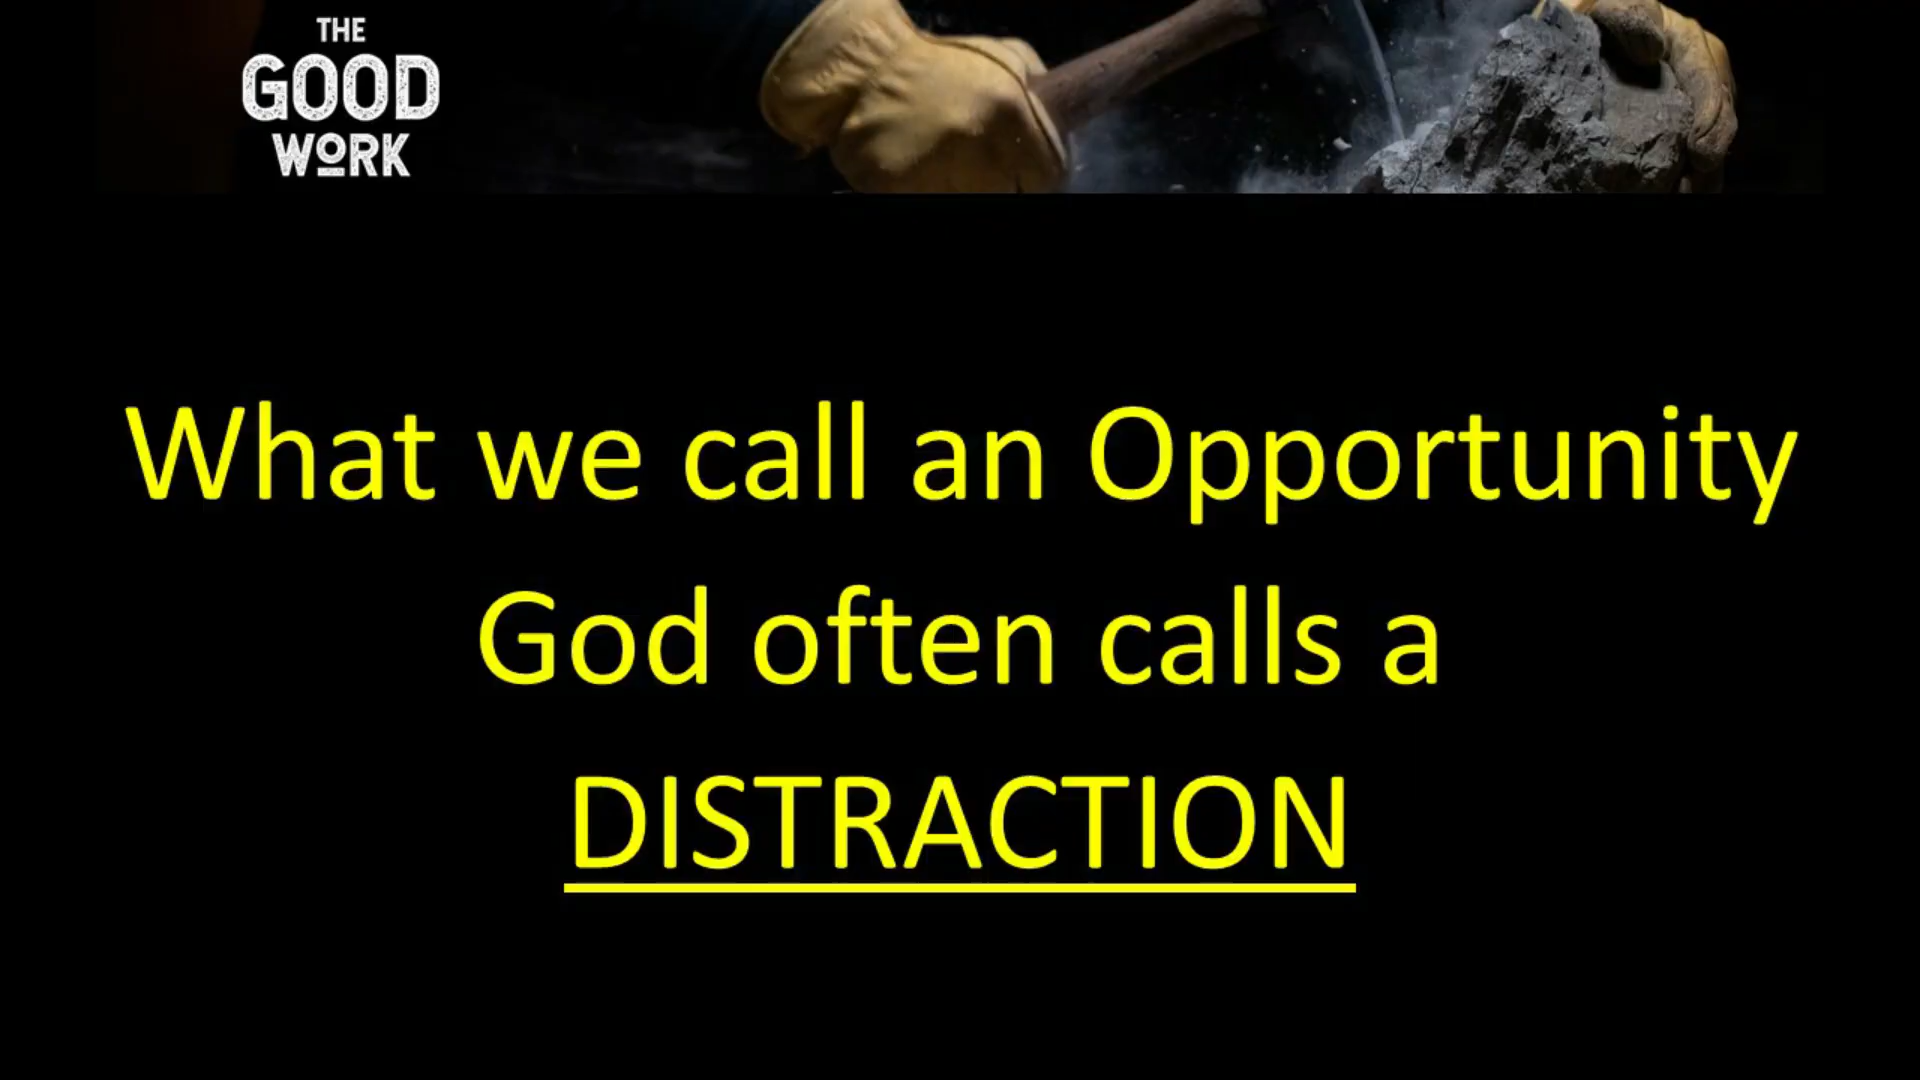 THE
GOOD
WORK
What we call an Opportunity
God often calls a
DISTRACTION